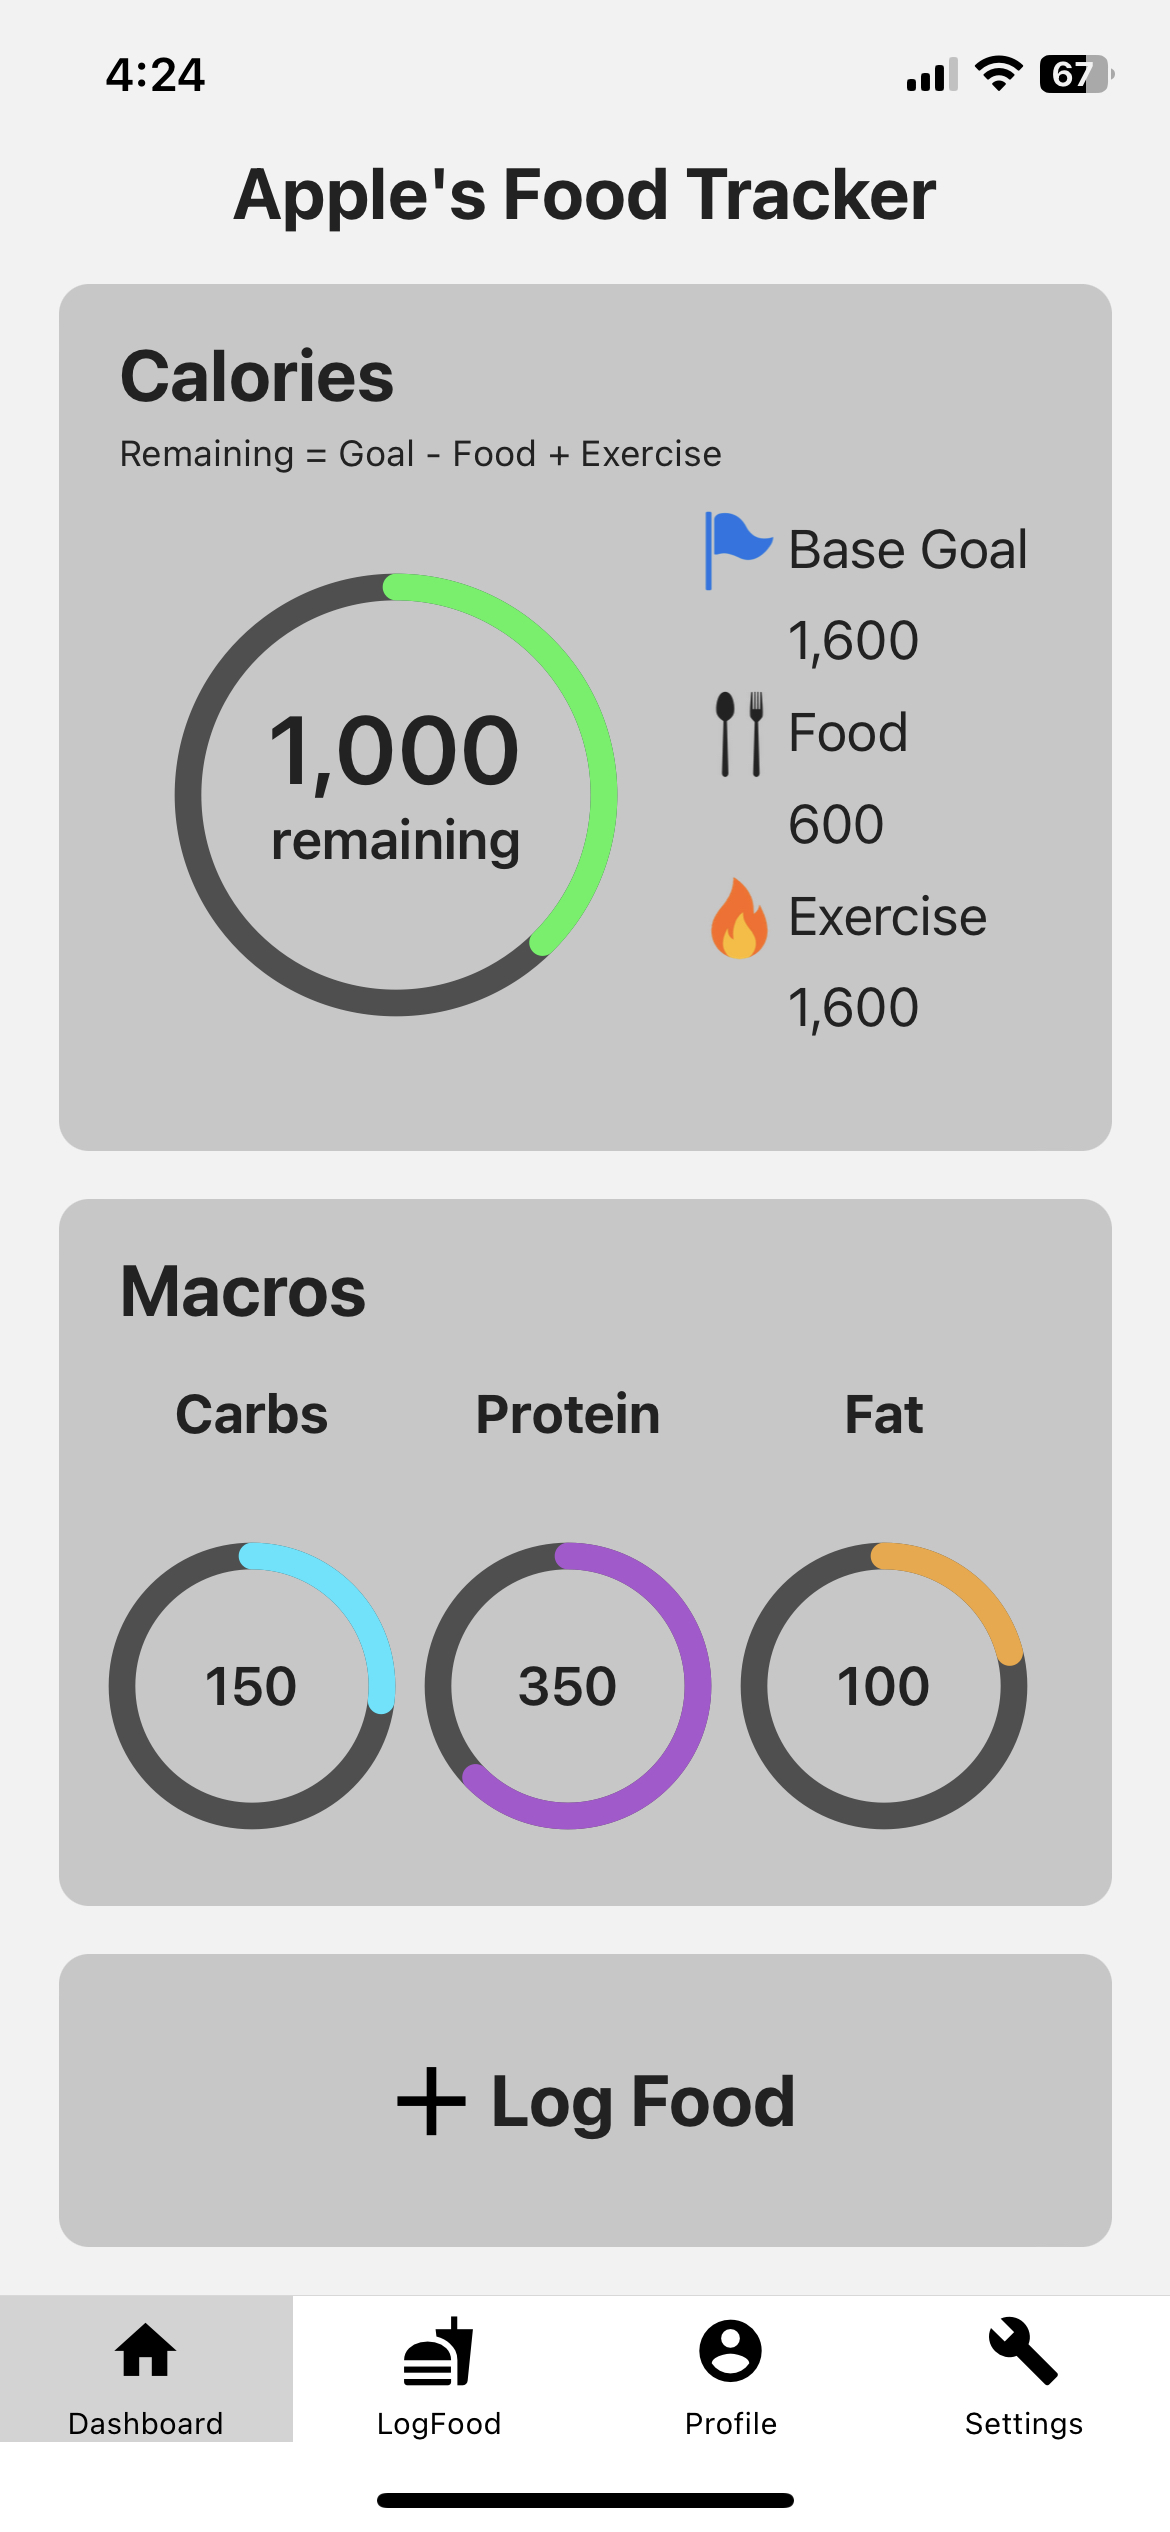 4:24
67
Apple's Food Tracker
Calories
Remaining = Goal - Food + Exercise
Base Goal
1,600
Food
600
Exercise
1,600
1,000
remaining
Macros
Carbs Protein Fat
150 350 100
Log Food
Dashboard LogFood Profile Settings